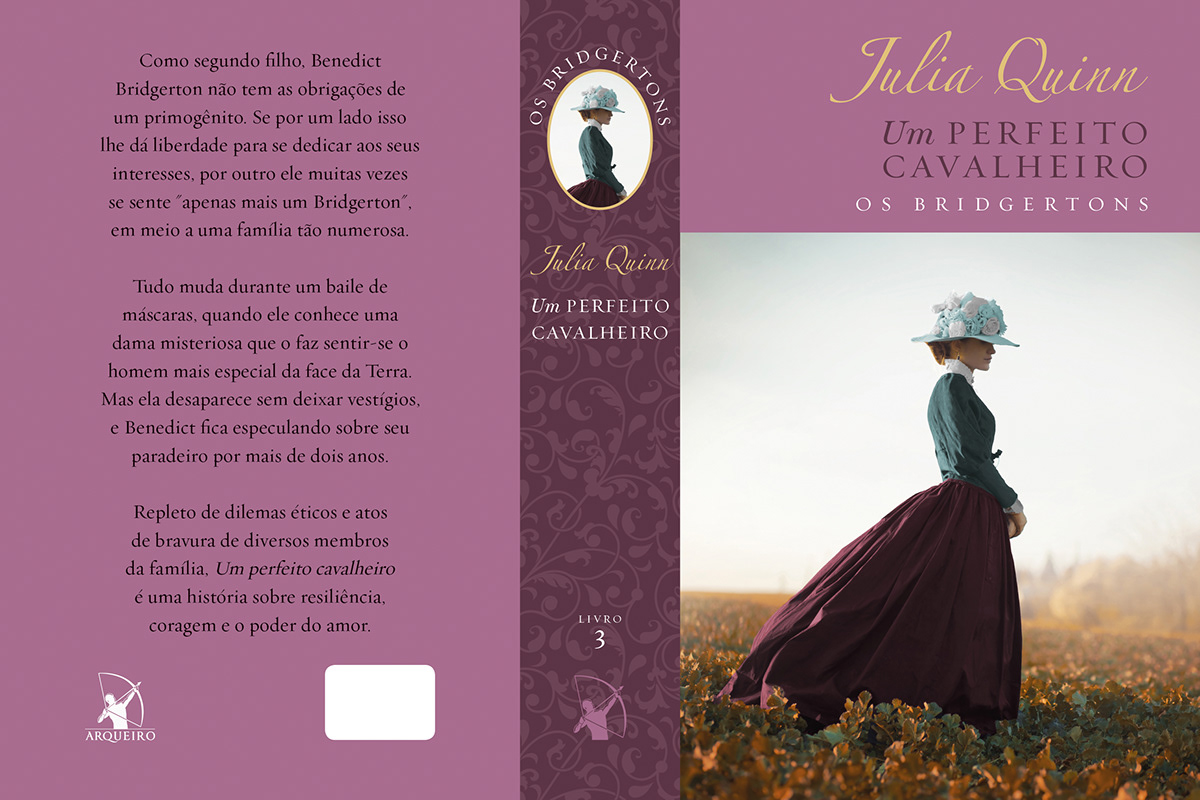 Como segundo filho, Benedict
Bridgerton não tem as obrigações de
um primogênito. Se por um lado isso
lhe dá liberdade para se dedicar aos seus
interesses, por outro ele muitas vezes
se sente "apenas mais um Bridgerton",
em meio a uma família tão numerosa.
Tudo muda durante um baile de
máscaras, quando ele conhece uma
dama misteriosa que o faz sentir-se o
homem mais especial da face da Terra.
Mas ela desaparece sem deixar vestígios,
e Benedict fica especulando sobre seu
paradeiro por mais de dois anos.
Repleto de dilemas éticos e atos
de bravura de diversos membros
da família, Um perfeito cavalheiro
é uma história sobre resiliência,
coragem e o poder do amor.
ARQUEIRO
OS BRIDGERTONS
Julia Quinn
Um PERFEITO
CAVALHEIRO
LIVRO
3
Julia Quinn
Um PERFEITO
CAVALHEIRO
OS BRIDGERTONS